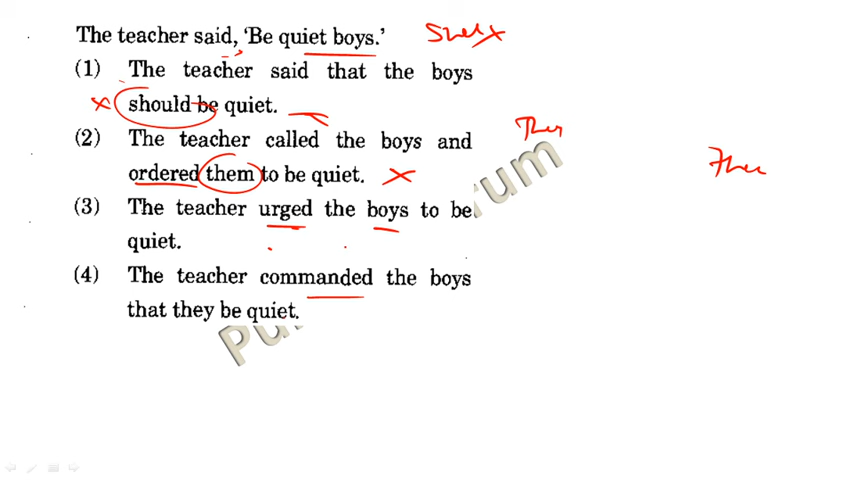 The teacher said, 'Be quiet boys.'
(1) The teacher said that the boys
should be quiet.
(2) The teacher called the boys and
ordered them to be quiet.
(3) The teacher urged the boys to be
quiet.
(4) The teacher commanded the boys
that they be quiet.